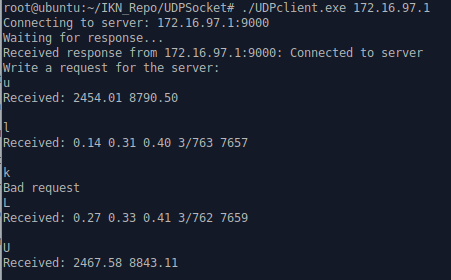 root@ubuntu:~/IKN_Repo/UDPSocket# ./UDPclient.exe 172.16.97.1
Connecting to server: 172.16.97.1:9000
Waiting for response...
Received response from 172.16.97.1:9000: Connected to server
Write a request for the server:
u
Received: 2454.01 8790.50
l
Received: 0.14 0.31 0.40 3/763 7657
k
Bad request
L
Received: 0.27 0.33 0.41 3/762 7659
U
Received: 2467.58 8843.11